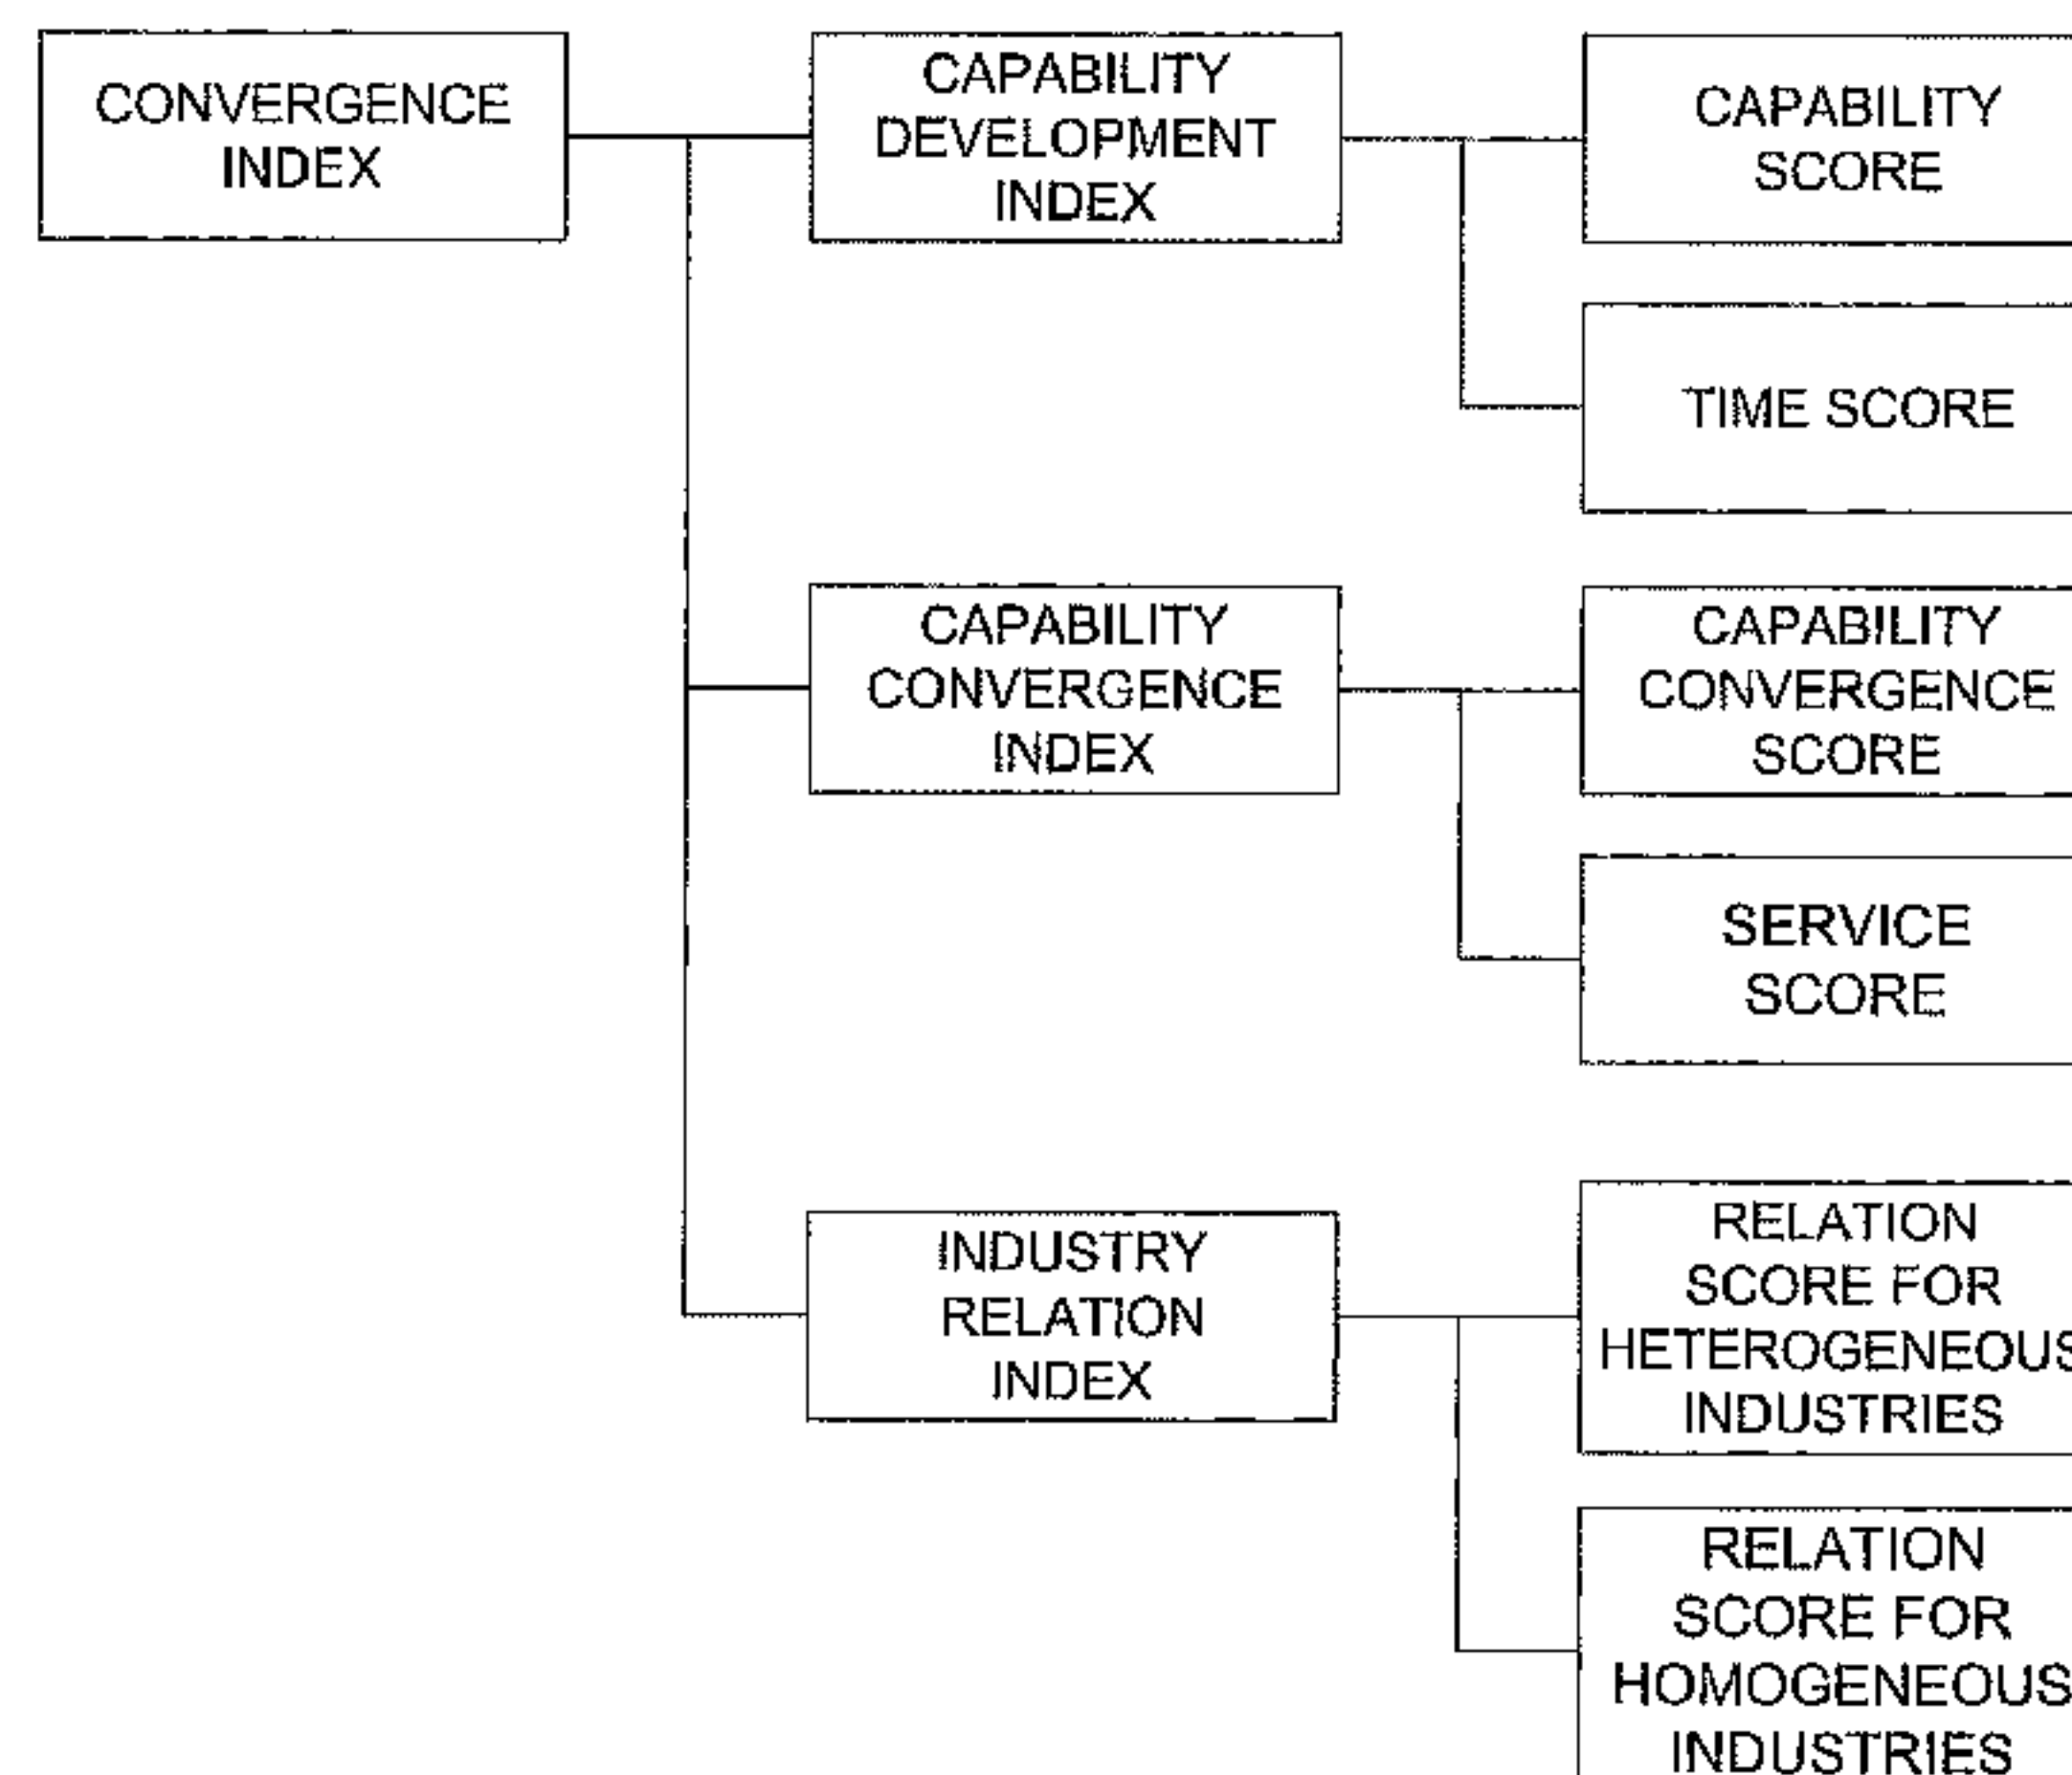 CONVERGENCE
INDEX
CAPABILITY
DEVELOPMENT
INDEX
CAPABILITY
SCORE
TIME SCORE
CAPABILITY
CONVERGENCE
INDEX
CAPABILITY
CONVERGENCE
SCORE
SERVICE
SCORE
INDUSTRY
RELATION
INDEX
RELATION
SCORE FOR
HETEROGENEOUS
INDUSTRIES
RELATION
SCORE FOR
HOMOGENEOUS
INDUSTRIES